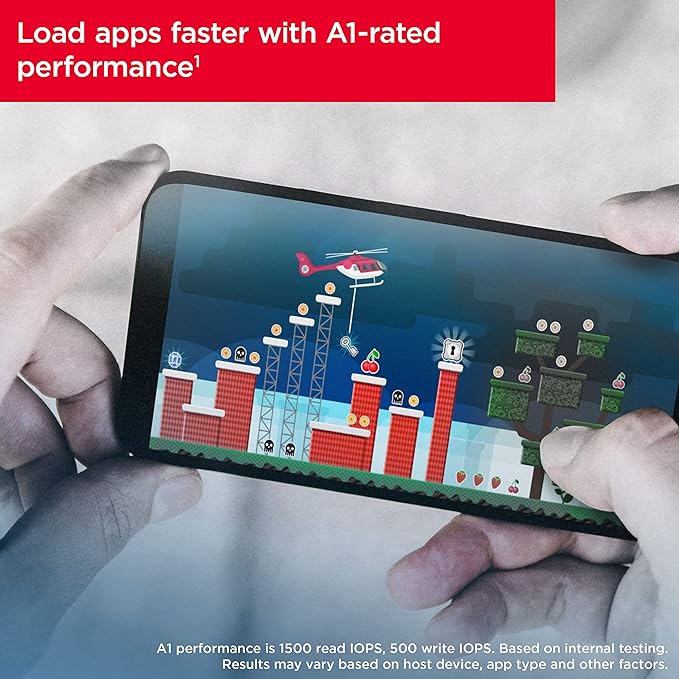 Load apps faster with A1-rated
performance¹
A1 performance is 1500 read IOPS, 500 write IOPS. Based on internal testing.
Results may vary based on host device, app type and other factors.